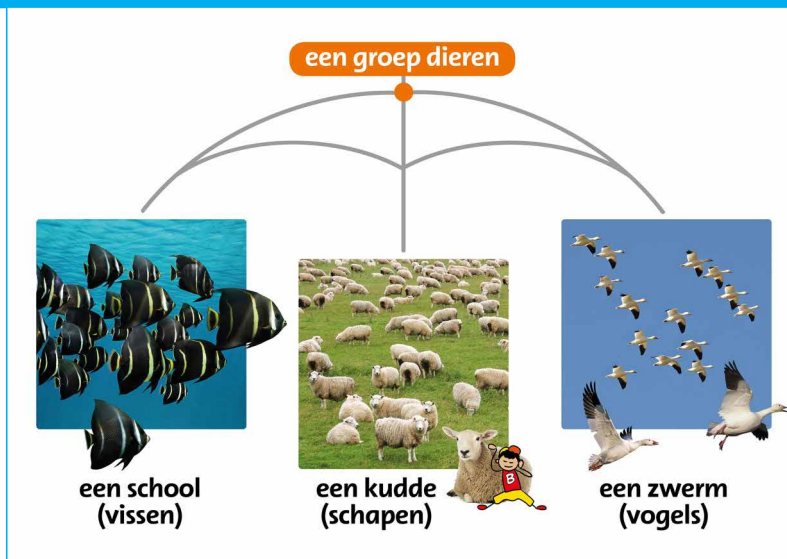 een groep dieren
een school
(vissen)
een kudde
(schapen)
B
een zwerm
(vogels)